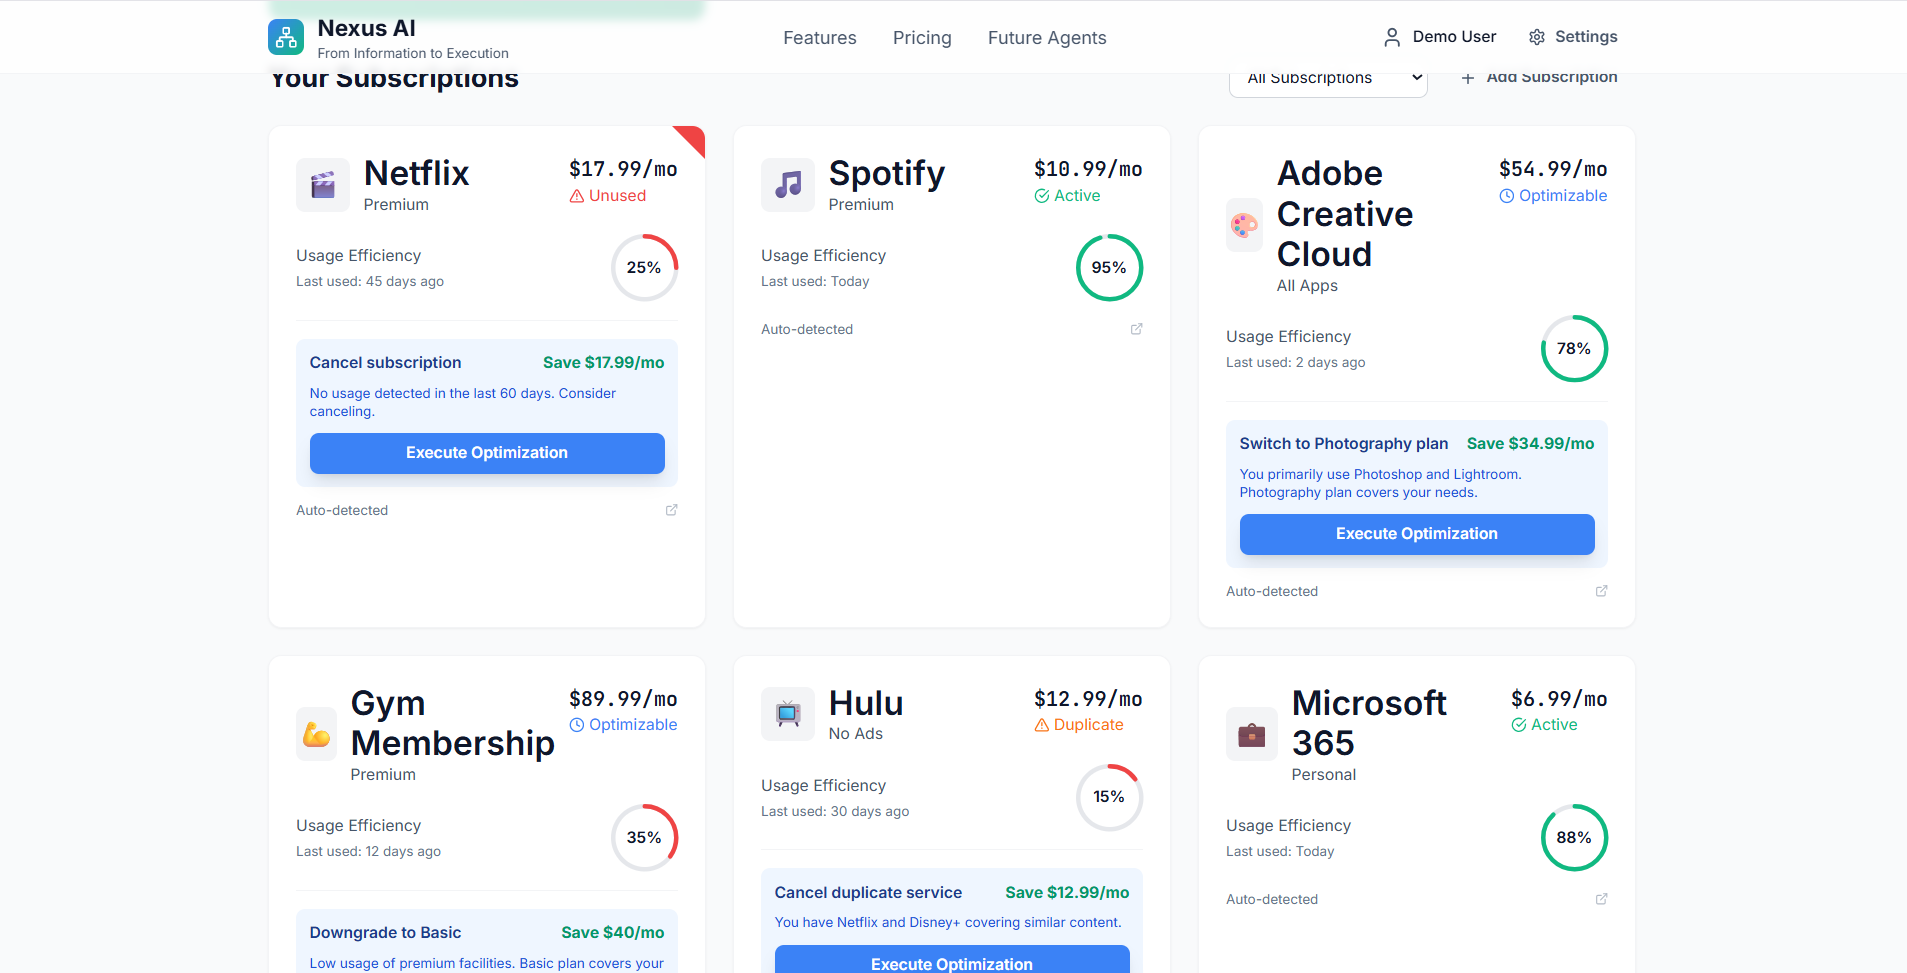 Nexus AI
From Information to Execution
Features
Pricing
Future Agents
Demo User
Settings
Your Subscriptions
All Subscriptions
Add Subscription
Netflix
Premium
$17.99/mo
Unused
Usage Efficiency
Last used: 45 days ago
25%
Cancel subscription
Save $17.99/mo
No usage detected in the last 60 days. Consider
canceling.
Execute Optimization
Auto-detected
Spotify
Premium
$10.99/mo
Active
Usage Efficiency
Last used: Today
95%
Auto-detected
Adobe
Creative
Cloud
All Apps
$54.99/mo
Optimizable
Usage Efficiency
Last used: 2 days ago
78%
Switch to Photography plan
Save $34.99/mo
You primarily use Photoshop and Lightroom.
Photography plan covers your needs.
Execute Optimization
Auto-detected
Gym
Membership
Premium
$89.99/mo
Optimizable
Usage Efficiency
Last used: 12 days ago
35%
Downgrade to Basic
Save $40/mo
Low usage of premium facilities. Basic plan covers your
Hulu
No Ads
$12.99/mo
Duplicate
Usage Efficiency
Last used: 30 days ago
15%
Cancel duplicate service
Save $12.99/mo
You have Netflix and Disney+ covering similar content.
Execute Optimization
Microsoft
365
Personal
$6.99/mo
Active
Usage Efficiency
Last used: Today
88%
Auto-detected